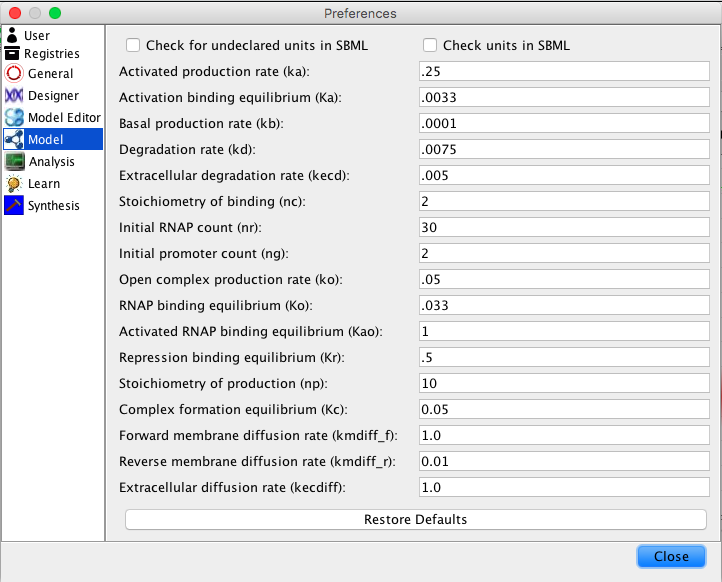 Preferences
User
Registries
General
Designer
Model Editor
Model
Analysis
Learn
Synthesis
Check for undeclared units in SBML Check units in SBML
Activated production rate (ka): .25
Activation binding equilibrium (Ka): .0033
Basal production rate (kb): .0001
Degradation rate (kd): .0075
Extracellular degradation rate (kecd): .005
Stoichiometry of binding (nc): 2
Initial RNAP count (nr): 30
Initial promoter count (ng): 2
Open complex production rate (ko): .05
RNAP binding equilibrium (Ko): .033
Activated RNAP binding equilibrium (Kao): 1
Repression binding equilibrium (Kr): .5
Stoichiometry of production (np): 10
Complex formation equilibrium (Kc): 0.05
Forward membrane diffusion rate (kmdiff_f): 1.0
Reverse membrane diffusion rate (kmdiff_r): 0.01
Extracellular diffusion rate (kecdiff): 1.0
Restore Defaults
Close